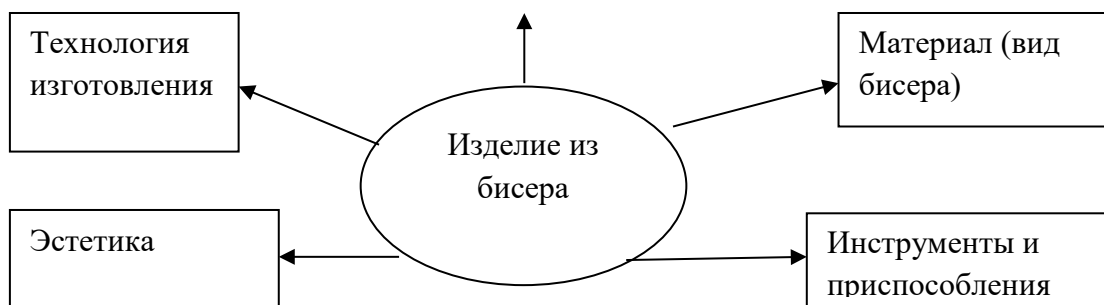 Технология
изготовления
Материал (вид
бисера)
Изделие из
бисера
Эстетика
Инструменты и
приспособления